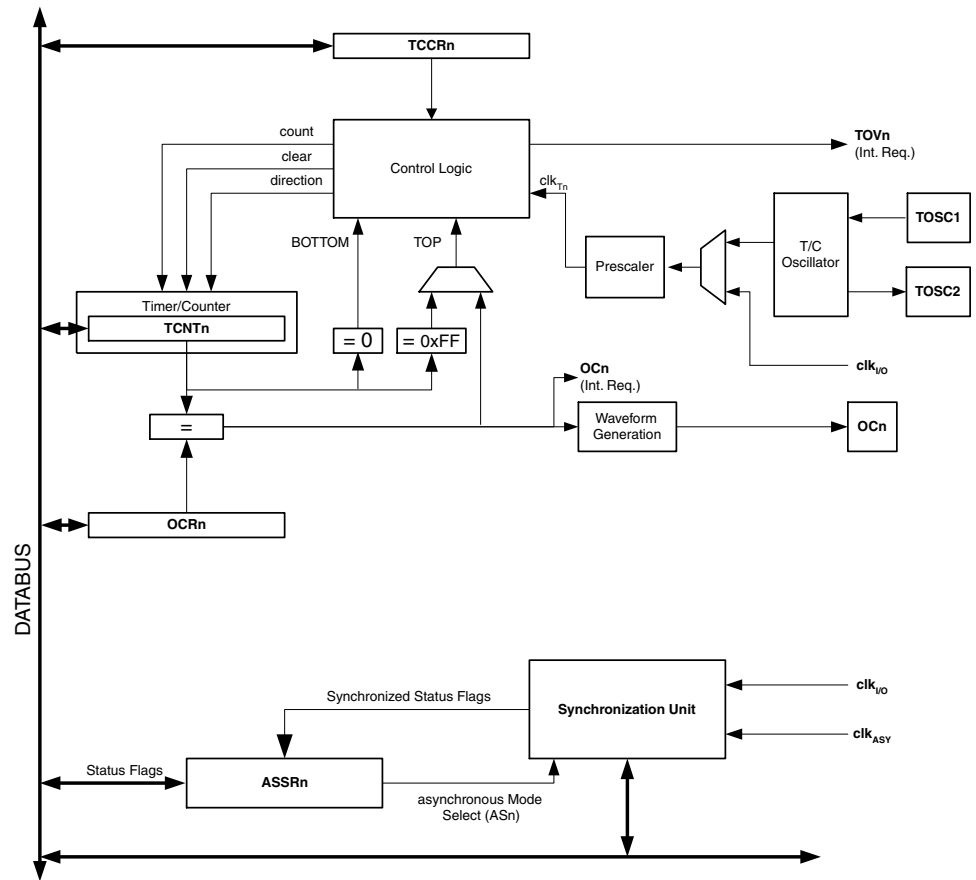 TCCRn
count
clear
direction
Control Logic
TOVn
(Int. Req.)
clkTn
BOTTOM
TOP
TOSC1
T/C
Oscillator
Prescaler
TOSC2
Timer/Counter
TCNTn
= 0
= 0xFF
OCn
(Int. Req.)
clkI/O
=
Waveform
Generation
OCn
OCRn
DATABUS
Synchronized Status Flags
Synchronization Unit
clkI/O
clkASY
Status Flags
ASSRn
asynchronous Mode
Select (ASn)